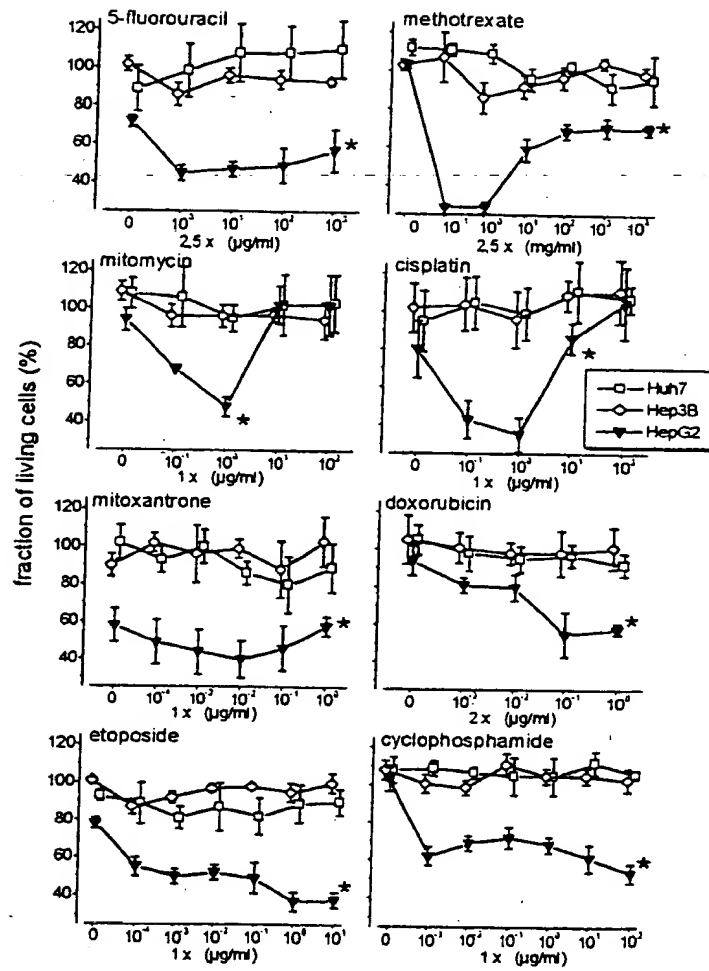 5-fluorouracil
methotrexate
120
100
80
60
40
0 10⁰ 10¹ 10² 10³
2,5 x (µg/ml)
0 10⁻¹ 10⁰ 10¹ 10² 10³ 10⁴
2,5 x (mg/ml)
mitomycin
cisplatin
120
100
80
60
40
Huh7
Hep3B
HepG2
0 10⁻¹ 10⁰ 10¹ 10²
1 x (µg/ml)
0 10⁻¹ 10⁰ 10¹ 10²
1 x (µg/ml)
fraction of living cells (%)
mitoxantrone
doxorubicin
120
100
80
60
40
0 10⁻⁴ 10⁻³ 10⁻² 10⁻¹ 10⁰
1 x (µg/ml)
0 10⁻³ 10⁻² 10⁻¹ 10⁰
2 x (µg/ml)
etoposide
cyclophosphamide
120
100
80
60
40
0 10⁻⁴ 10⁻³ 10⁻² 10⁻¹ 10⁰ 10¹
1 x (µg/ml)
0 10⁻³ 10⁻² 10⁻¹ 10⁰ 10¹ 10²
1 x (µg/ml)